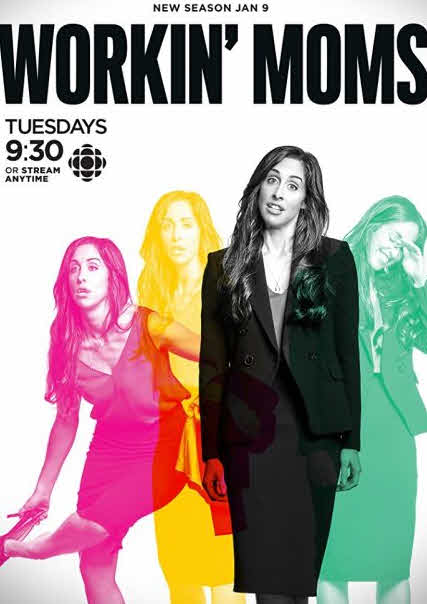 NEW SEASON JAN 9
WORKIN' MOMS
TUESDAYS
9:30
OR STREAM
ANYTIME